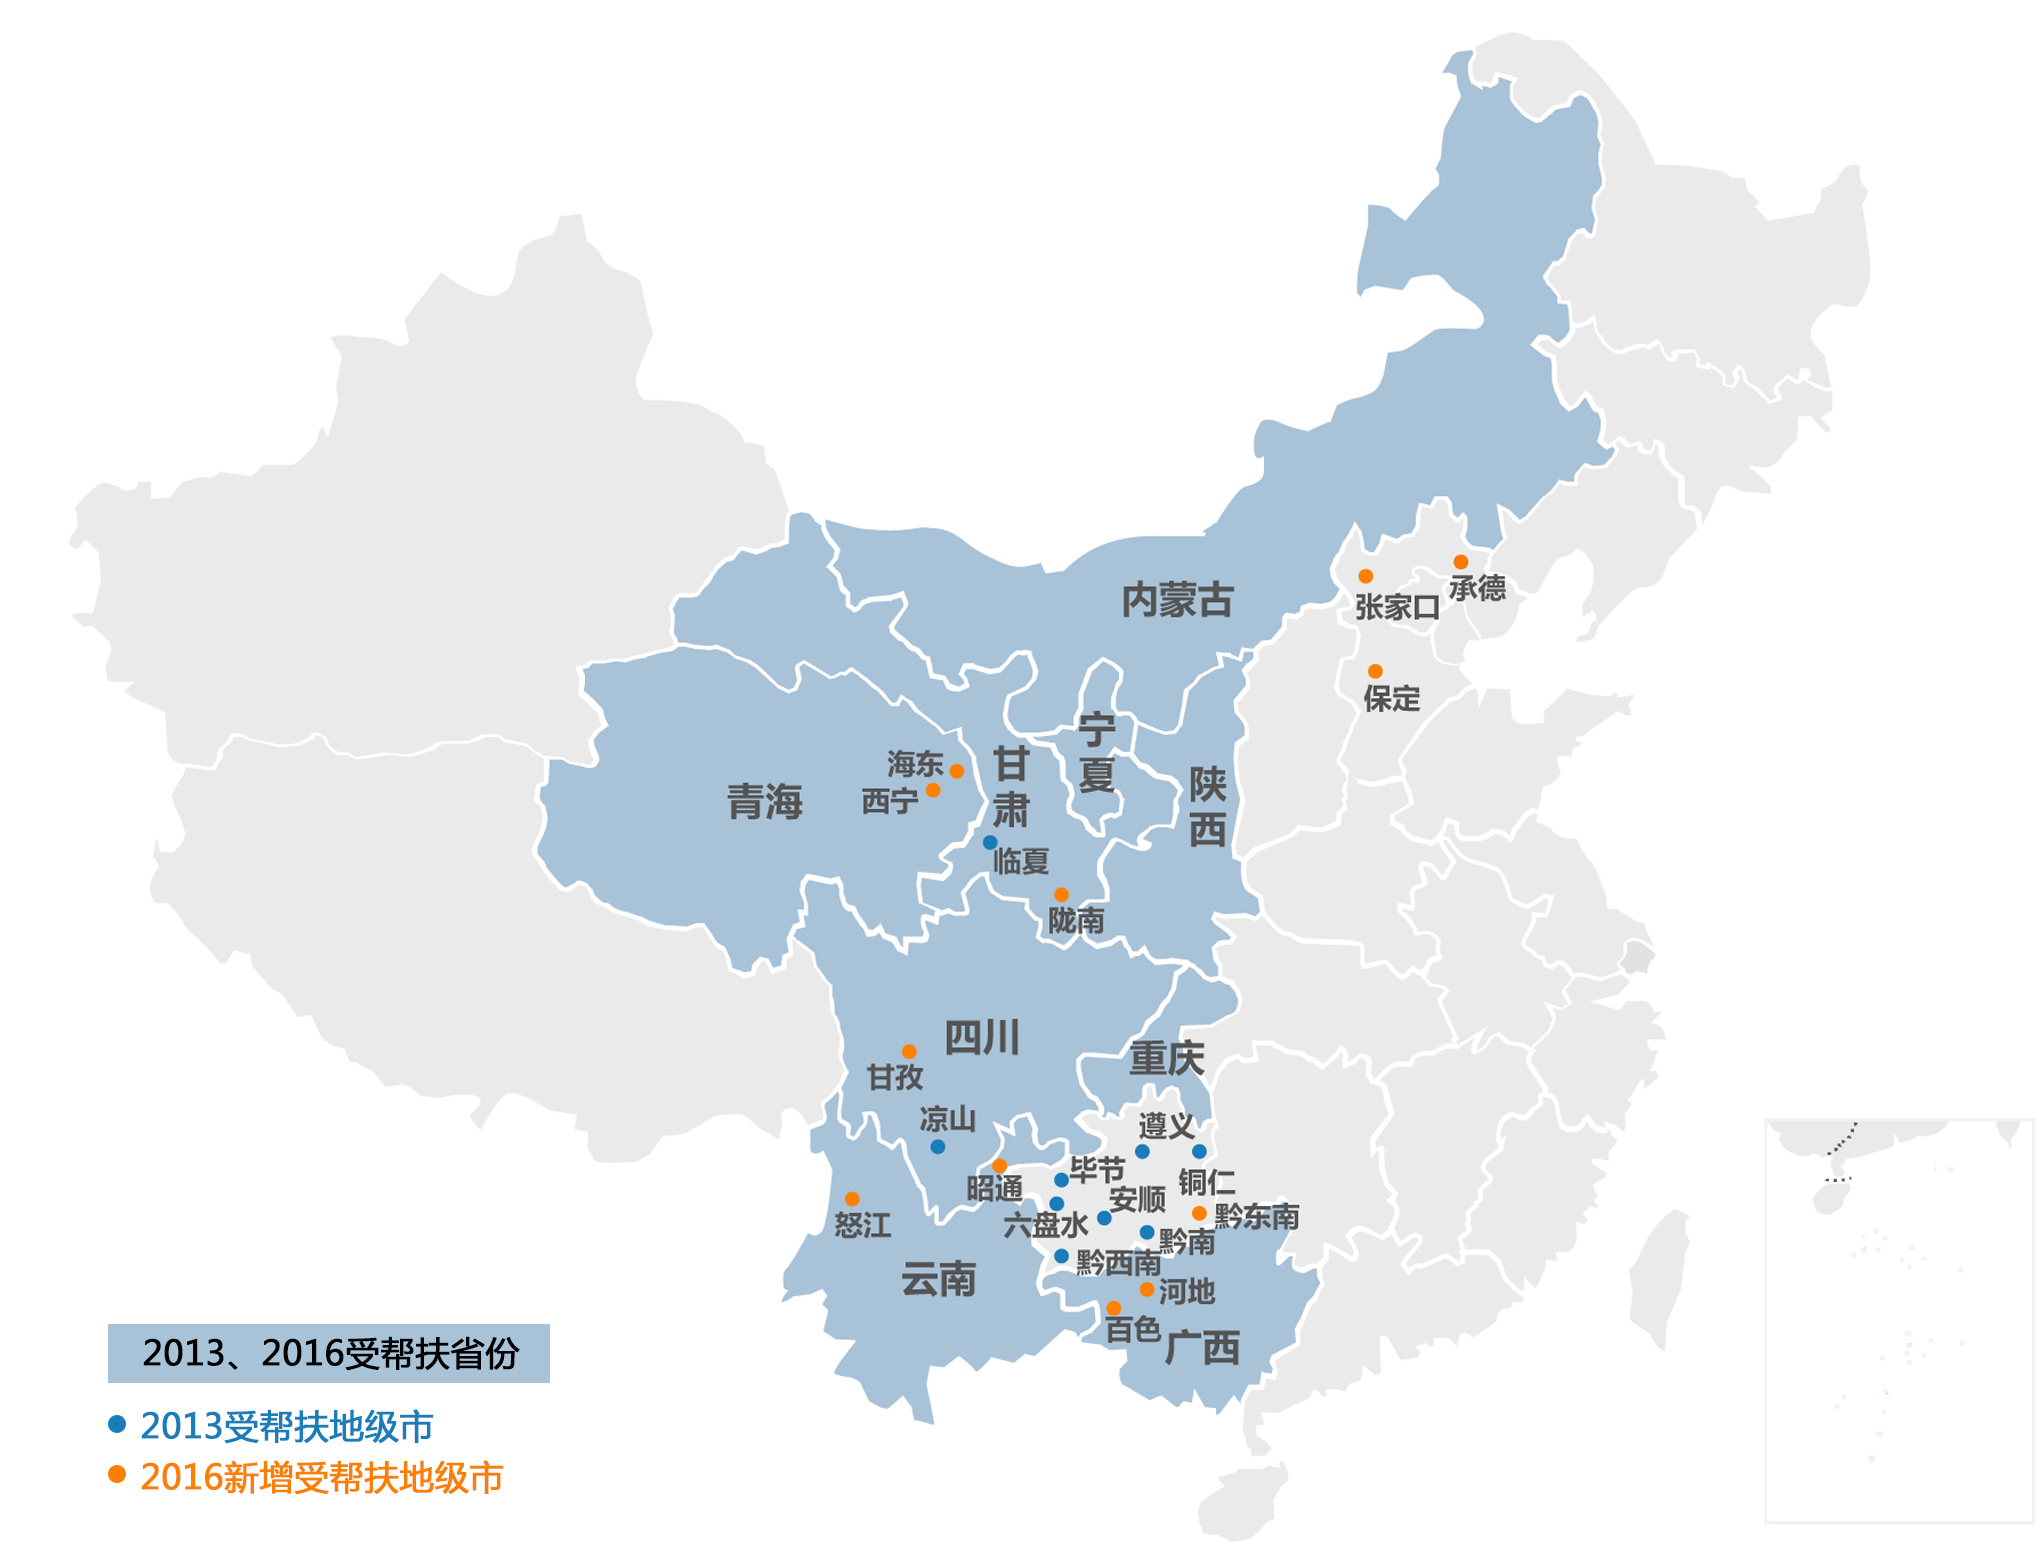 内蒙古
承德
张家口
保定
宁夏
海东
甘肃
陕西
青海
西宁
临夏
陇南
四川
重庆
甘孜
凉山
遵义
毕节
铜仁
昭通
安顺
怒江
六盘水
黔东南
黔南
黔西南
云南
河地
百色
广西
2013、2016受帮扶省份
2013受帮扶地级市
2016新增受帮扶地级市